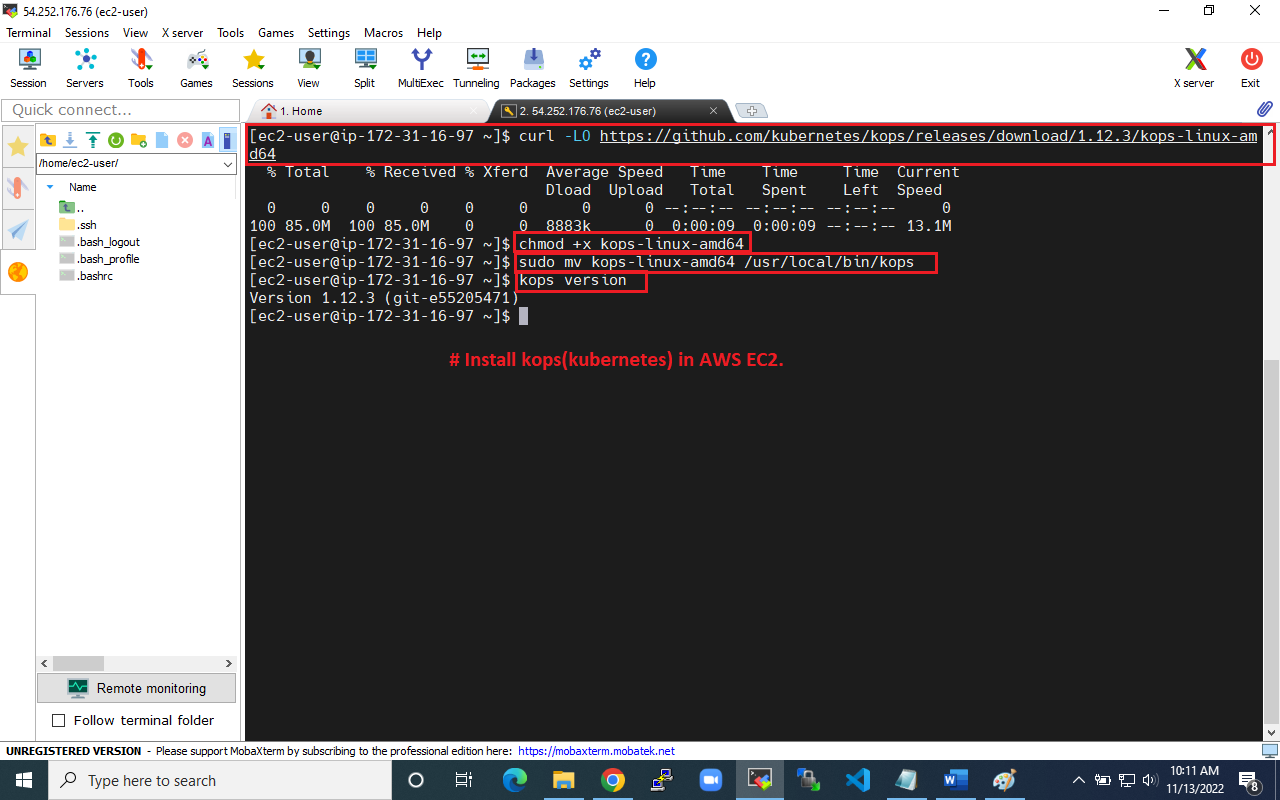 54.252.176.76 (ec2-user)
Terminal Sessions View X server Tools Games Settings Macros Help
Session Servers Tools Games Sessions View Split MultiExec Tunneling Packages Settings Help X server Exit
Quick connect...
1. Home
2. 54.252.176.76 (ec2-user)
/home/ec2-user/
Name
..
.ssh
.bash_logout
.bash_profile
.bashrc
[ec2-user@ip-172-31-16-97 ~]$ curl -LO https://github.com/kubernetes/kops/releases/download/1.12.3/kops-linux-am
d64
% Total % Received % Xferd Average Speed Time Time Time Current
Dload Upload Total Spent Left Speed
0 0 0 0 0 0 0 0 --:--:-- --:--:-- --:--:-- 0
100 85.0M 100 85.0M 0 0 8883k 0 0:00:09 0:00:09 --:--:-- 13.1M
[ec2-user@ip-172-31-16-97 ~]$ chmod +x kops-linux-amd64
[ec2-user@ip-172-31-16-97 ~]$ sudo mv kops-linux-amd64 /usr/local/bin/kops
[ec2-user@ip-172-31-16-97 ~]$ kops version
Version 1.12.3 (git-e55205471)
[ec2-user@ip-172-31-16-97 ~]$
# Install kops(kubernetes) in AWS EC2.
Remote monitoring
Follow terminal folder
UNREGISTERED VERSION - Please support MobaXterm by subscribing to the professional edition here: https://mobaxterm.mobatek.net
Type here to search
10:11 AM
11/13/2022
8